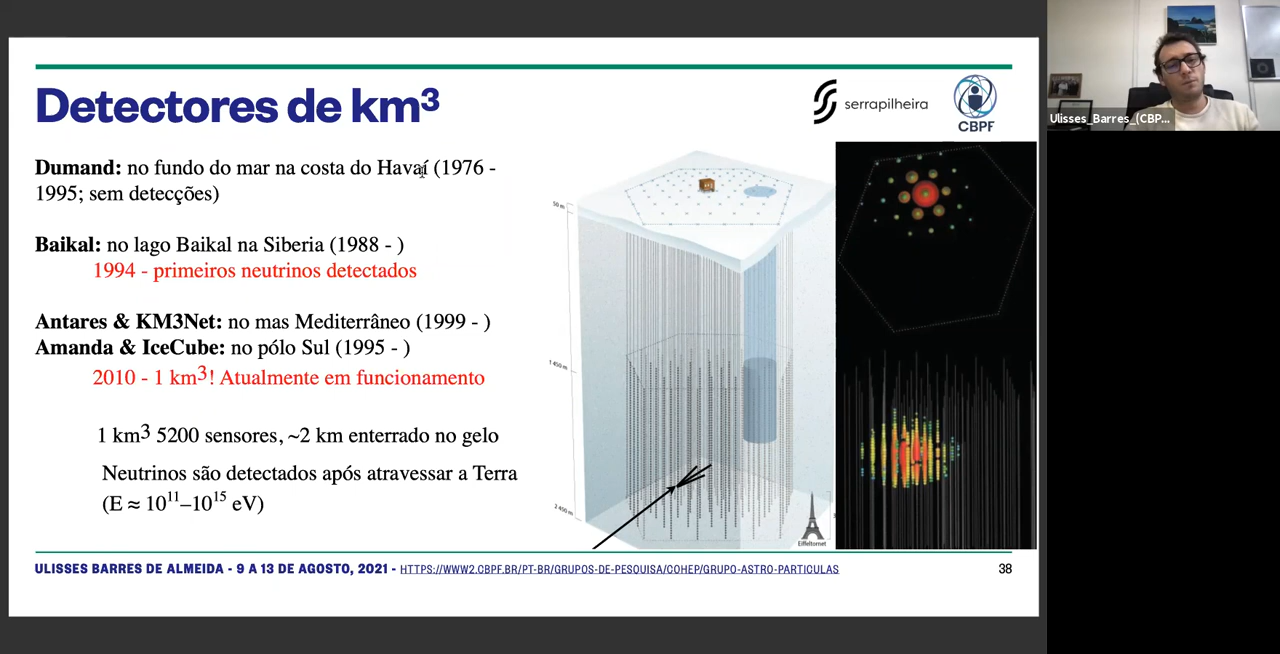 Detectores de km³
serrapilheira
CBPF
Dumand: no fundo do mar na costa do Havaí (1976 -
1995; sem detecções)
Baikal: no lago Baikal na Siberia (1988 - )
1994 - primeiros neutrinos detectados
Antares & KM3Net: no mas Mediterrâneo (1999 - )
Amanda & IceCube: no pólo Sul (1995 - )
2010 - 1 km³! Atualmente em funcionamento
1 km³ 5200 sensores, ~2 km enterrado no gelo
Neutrinos são detectados após atravessar a Terra
(E ≈ 10¹¹–10¹⁵ eV)
50 m
1 450 m
2 450 m
Eiffeltornet
ULISSES BARRES DE ALMEIDA - 9 A 13 DE AGOSTO, 2021 - HTTPS://WWW2.CBPF.BR/PT-BR/GRUPOS-DE-PESQUISA/COHEP/GRUPO-ASTRO-PARTICULAS
38
Ulisses_Barres_(CBP...